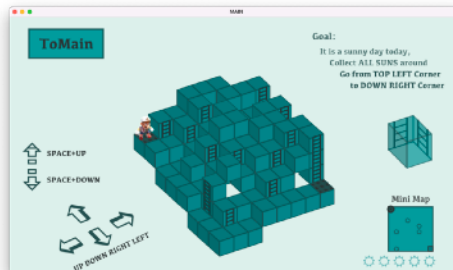 MAIN
ToMain
Goal:
It is a sunny day today,
Collect ALL SUNS around
Go from TOP LEFT Corner
to DOWN RIGHT Corner
SPACE+UP
SPACE+DOWN
UP DOWN RIGHT LEFT
Mini Map